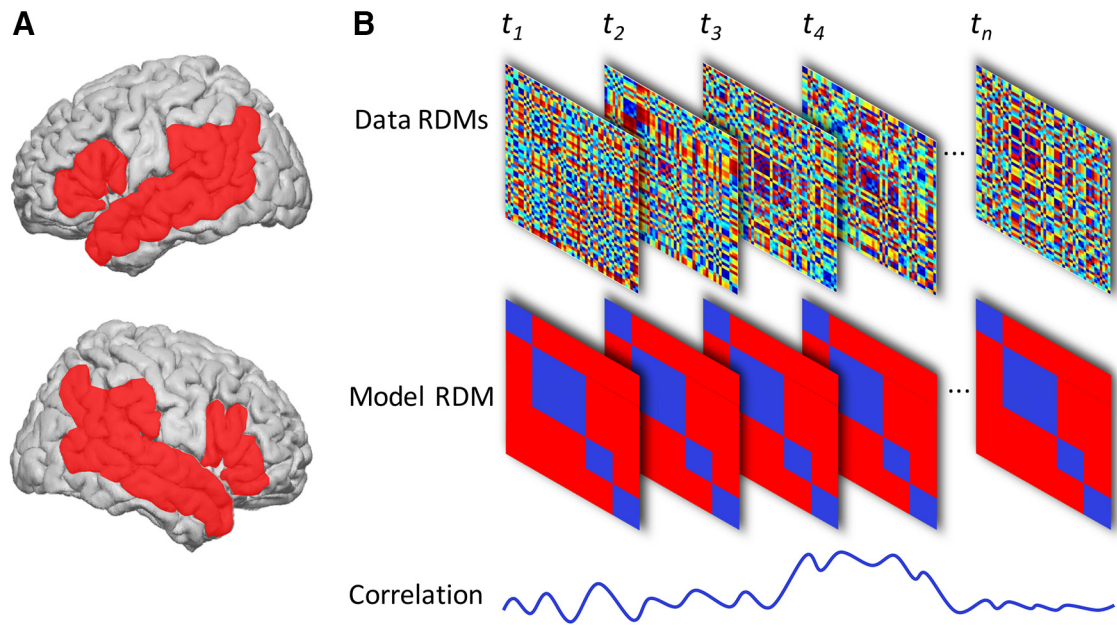 A
B
t1 t2 t3 t4 tn
Data RDMs
...
Model RDM
...
Correlation